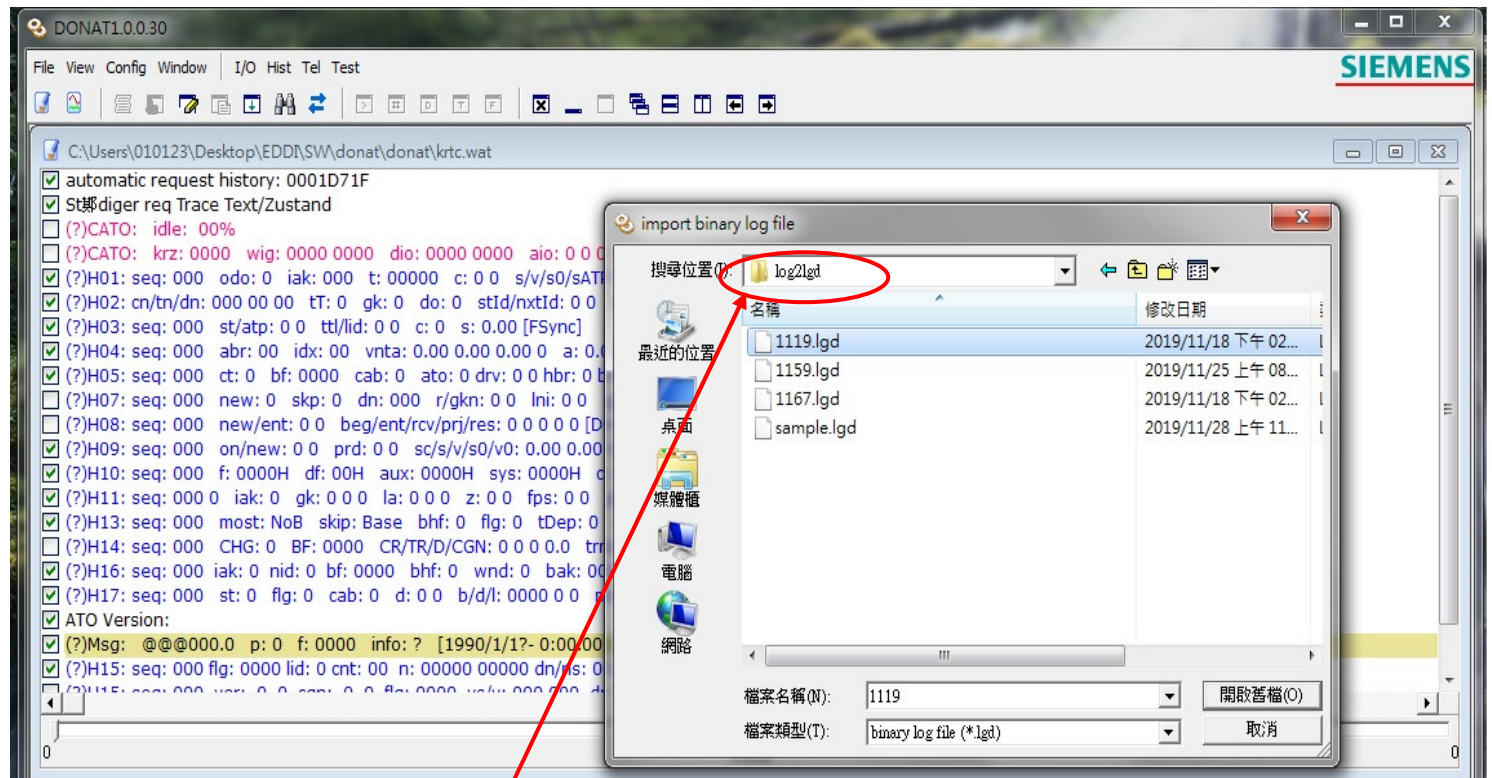 DONAT1.0.0.30
File View Config Window I/O Hist Tel Test
SIEMENS
C:\Users\010123\Desktop\EDDI\SW\donat\donat\krtc.wat
automatic request history: 0001D71F
St鄭diger req Trace Text/Zustand
(?)CATO: idle: 00%
(?)CATO: krz: 0000 wig: 0000 0000 dio: 0000 0000 aio: 0 0 0
(?)H01: seq: 000 odo: 0 iak: 000 t: 00000 c: 0 0 s/v/s0/sATP
(?)H02: cn/tn/dn: 000 00 00 tT: 0 gk: 0 do: 0 stId/nxtId: 0 0
(?)H03: seq: 000 st/atp: 0 0 ttl/lid: 0 0 c: 0 s: 0.00 [FSync]
(?)H04: seq: 000 abr: 00 idx: 00 vnta: 0.00 0.00 0.00 0 a: 0.
(?)H05: seq: 000 ct: 0 bf: 0000 cab: 0 ato: 0 drv: 0 0 hbr: 0
(?)H07: seq: 000 new: 0 skp: 0 dn: 000 r/gkn: 0 0 lni: 0 0
(?)H08: seq: 000 new/ent: 0 0 beg/ent/rcv/prj/res: 0 0 0 0 0 [D
(?)H09: seq: 000 on/new: 0 0 prd: 0 0 sc/s/v/s0/v0: 0.00 0.00
(?)H10: seq: 000 f: 0000H df: 00H aux: 0000H sys: 0000H
(?)H11: seq: 000 0 iak: 0 gk: 0 0 0 la: 0 0 0 z: 0 0 fps: 0 0
(?)H13: seq: 000 most: NoB skip: Base bhf: 0 flg: 0 tDep: 0
(?)H14: seq: 000 CHG: 0 BF: 0000 CR/TR/D/CGN: 0 0 0 0.0
(?)H16: seq: 000 iak: 0 nid: 0 bf: 0000 bhf: 0 wnd: 0 bak:
(?)H17: seq: 000 st: 0 flg: 0 cab: 0 d: 0 0 b/d/l: 0000 0 0
ATO Version:
(?)Msg: @@@000.0 p: 0 f: 0000 info: ? [1990/1/1?- 0:00:00
(?)H15: seq: 000 flg: 0000 lid: 0 cnt: 00 n: 00000 00000 dn/ns: 0
0
0
import binary log file
搜尋位置(I): log2lgd
名稱 修改日期
1119.lgd 2019/11/18 下午 02...
1159.lgd 2019/11/25 上午 08...
1167.lgd 2019/11/18 下午 02...
sample.lgd 2019/11/28 上午 11...
最近的位置
桌面
媒體櫃
電腦
網路
檔案名稱(N): 1119 開啟舊檔(O)
檔案類型(T): binary log file (*.lgd) 取消